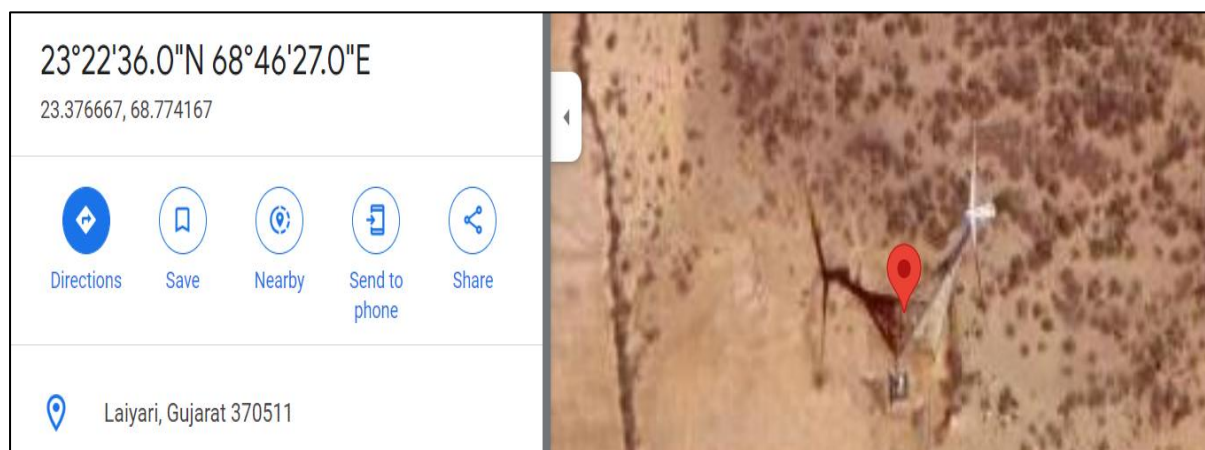 23°22'36.0"N 68°46'27.0"E
23.376667, 68.774167
Directions
Save
Nearby
Send to
phone
Share
Laiyari, Gujarat 370511